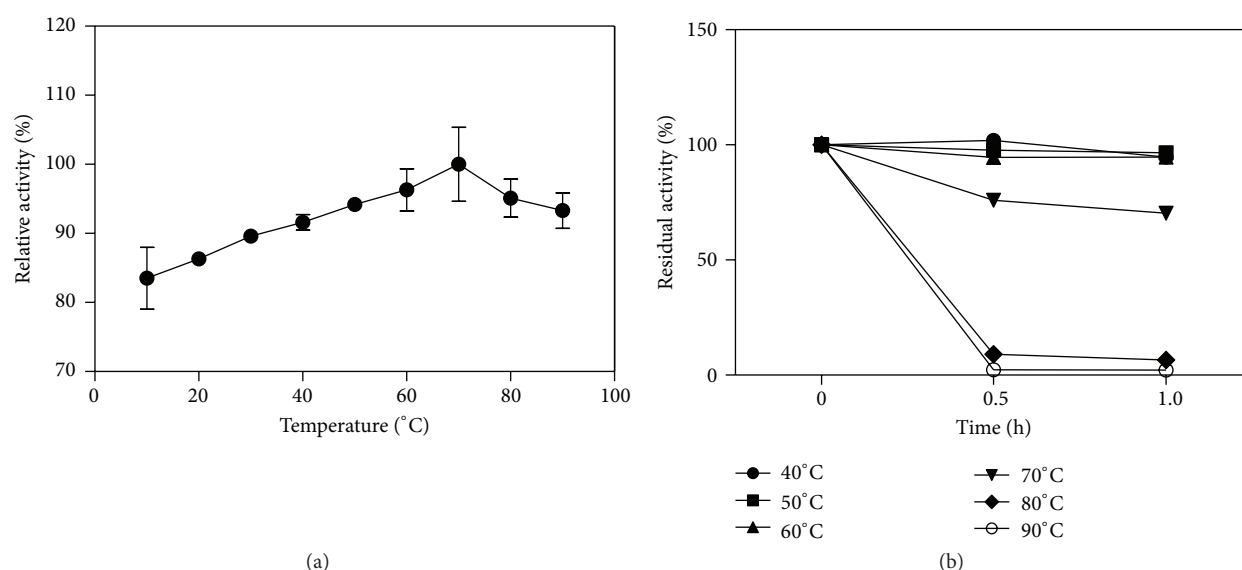 120
110
100
90
80
70
Relative activity (%)
0 20 40 60 80 100
Temperature (˚C)
(a)
150
100
50
0
Residual activity (%)
0 0.5 1.0
Time (h)
40˚C
50˚C
60˚C
70˚C
80˚C
90˚C
(b)